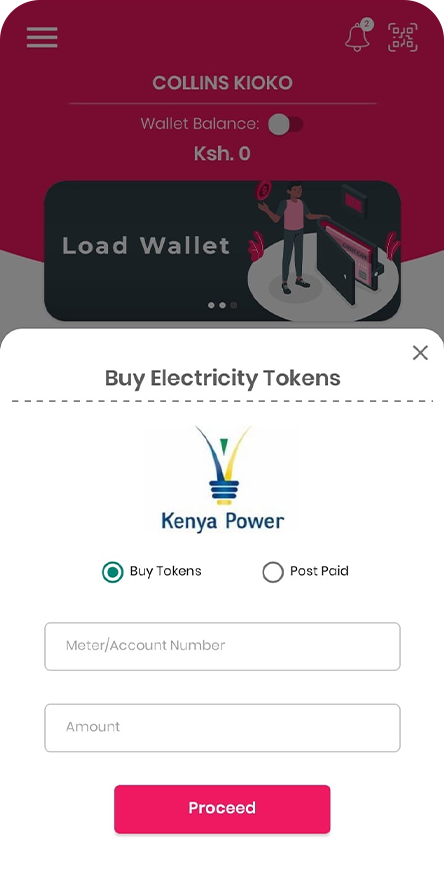 2
COLLINS KIOKO
Wallet Balance:
Ksh. 0
Load Wallet
Buy Electricity Tokens
Kenya Power
Buy Tokens
Post Paid
Meter/Account Number
Amount
Proceed